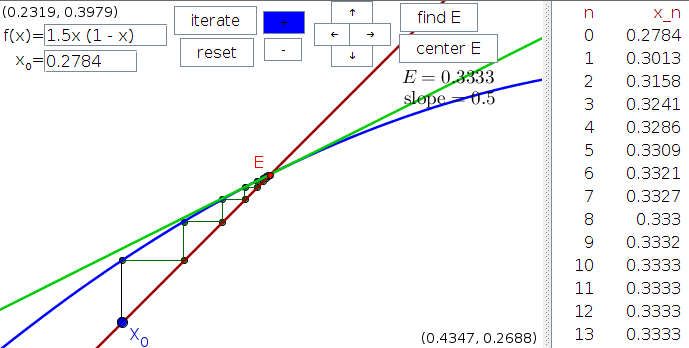 (0.2319, 0.3979)
f(x)= 1.5x (1 - x)
x0= 0.2784
iterate
reset
+
-
↑
← →
↓
find E
center E
E = 0.3333
slope = 0.5
E
X0
(0.4347, 0.2688)
n x_n
0 0.2784
1 0.3013
2 0.3158
3 0.3241
4 0.3286
5 0.3309
6 0.3321
7 0.3327
8 0.333
9 0.3332
10 0.3333
11 0.3333
12 0.3333
13 0.3333